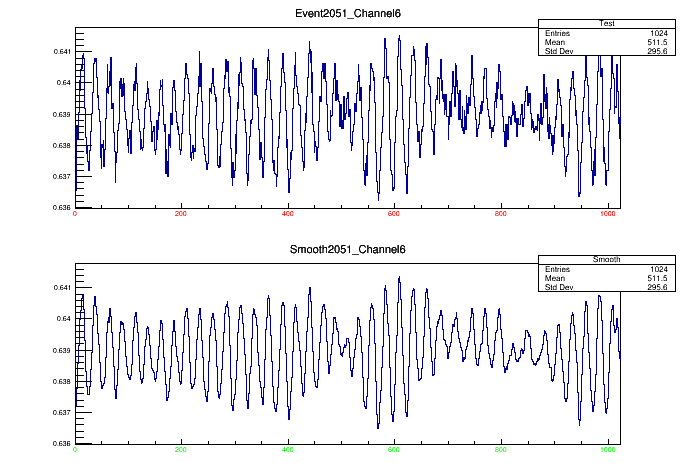 Event2051_Channel6
Test
Entries 1024
Mean 511.5
Std Dev 295.6
0.641
0.64
0.639
0.638
0.637
0.636
0 200 400 600 800 1000
Smooth2051_Channel6
Smooth
Entries 1024
Mean 511.5
Std Dev 295.6
0.641
0.64
0.639
0.638
0.637
0.636
0 200 400 600 800 1000